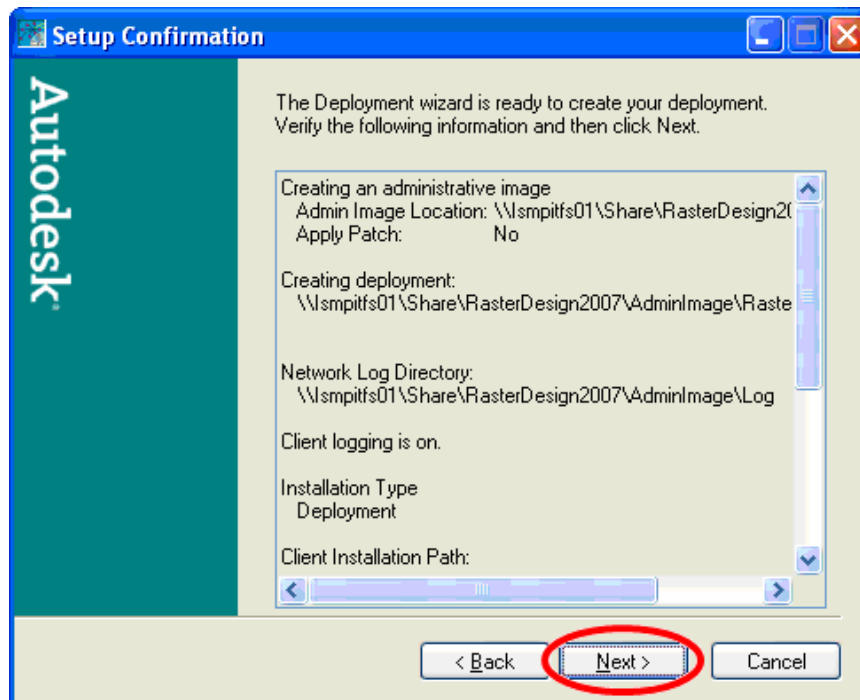 Setup Confirmation
Autodesk
The Deployment wizard is ready to create your deployment.
Verify the following information and then click Next.
Creating an administrative image
Admin Image Location: \\lsmpitfs01\Share\RasterDesign20
Apply Patch: No
Creating deployment:
\\lsmpitfs01\Share\RasterDesign2007\AdminImage\Raste
Network Log Directory:
\\lsmpitfs01\Share\RasterDesign2007\AdminImage\Log
Client logging is on.
Installation Type
Deployment
Client Installation Path:
< Back
Next >
Cancel